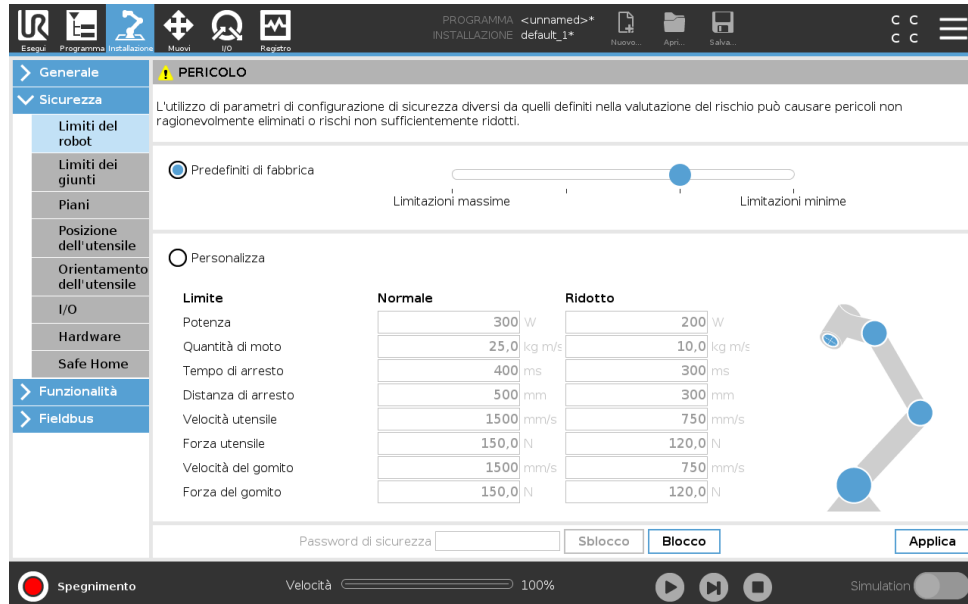 UR
PROGRAMMA <unnamed>*
INSTALLAZIONE default_1*
Esegui Programma Installazione Muovi I/O Registro Nuovo... Apri... Salva...
C C
C C
Generale
Sicurezza
Limiti del
robot
Limiti dei
giunti
Piani
Posizione
dell'utensile
Orientamento
dell'utensile
I/O
Hardware
Safe Home
Funzionalità
Fieldbus
PERICOLO
L'utilizzo di parametri di configurazione di sicurezza diversi da quelli definiti nella valutazione del rischio può causare pericoli non
ragionevolmente eliminati o rischi non sufficientemente ridotti.
Predefiniti di fabbrica
Limitazioni massime Limitazioni minime
Personalizza
Limite Normale Ridotto
Potenza 300 W 200 W
Quantità di moto 25,0 kg m/s 10,0 kg m/s
Tempo di arresto 400 ms 300 ms
Distanza di arresto 500 mm 300 mm
Velocità utensile 1500 mm/s 750 mm/s
Forza utensile 150,0 N 120,0 N
Velocità del gomito 1500 mm/s 750 mm/s
Forza del gomito 150,0 N 120,0 N
Password di sicurezza Sblocco Blocco Applica
Spegnimento Velocità 100% Simulation